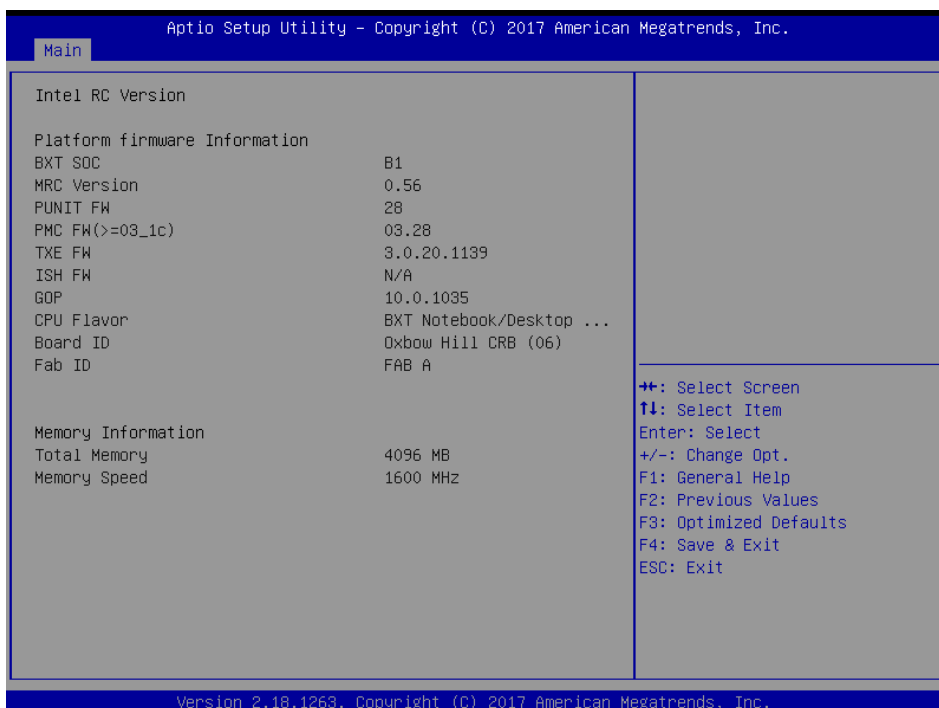 Aptio Setup Utility – Copyright (C) 2017 American Megatrends, Inc.
Main
Intel RC Version
Platform firmware Information
BXT SOC B1
MRC Version 0.56
PUNIT FW 28
PMC FW(>=03_1c) 03.28
TXE FW 3.0.20.1139
ISH FW N/A
GOP 10.0.1035
CPU Flavor BXT Notebook/Desktop ...
Board ID Oxbow Hill CRB (06)
Fab ID FAB A
Memory Information
Total Memory 4096 MB
Memory Speed 1600 MHz
→←: Select Screen
↑↓: Select Item
Enter: Select
+/-: Change Opt.
F1: General Help
F2: Previous Values
F3: Optimized Defaults
F4: Save & Exit
ESC: Exit
Version 2.18.1263. Copyright (C) 2017 American Megatrends, Inc.